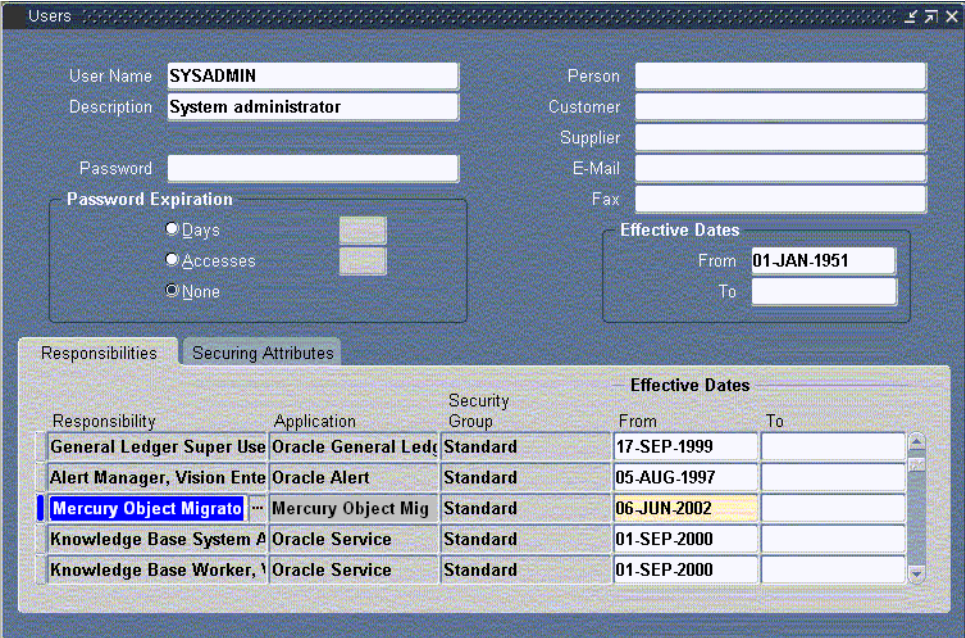 Users
User Name SYSADMIN
Description System administrator
Password
Password Expiration
Days
Accesses
None
Person
Customer
Supplier
E-Mail
Fax
Effective Dates
From 01-JAN-1951
To
Responsibilities Securing Attributes
Effective Dates
Responsibility Application Security Group From To
General Ledger Super Use Oracle General Ledg Standard 17-SEP-1999
Alert Manager, Vision Ente Oracle Alert Standard 05-AUG-1997
Mercury Object Migrato ... Mercury Object Mig Standard 06-JUN-2002
Knowledge Base System A Oracle Service Standard 01-SEP-2000
Knowledge Base Worker, V Oracle Service Standard 01-SEP-2000